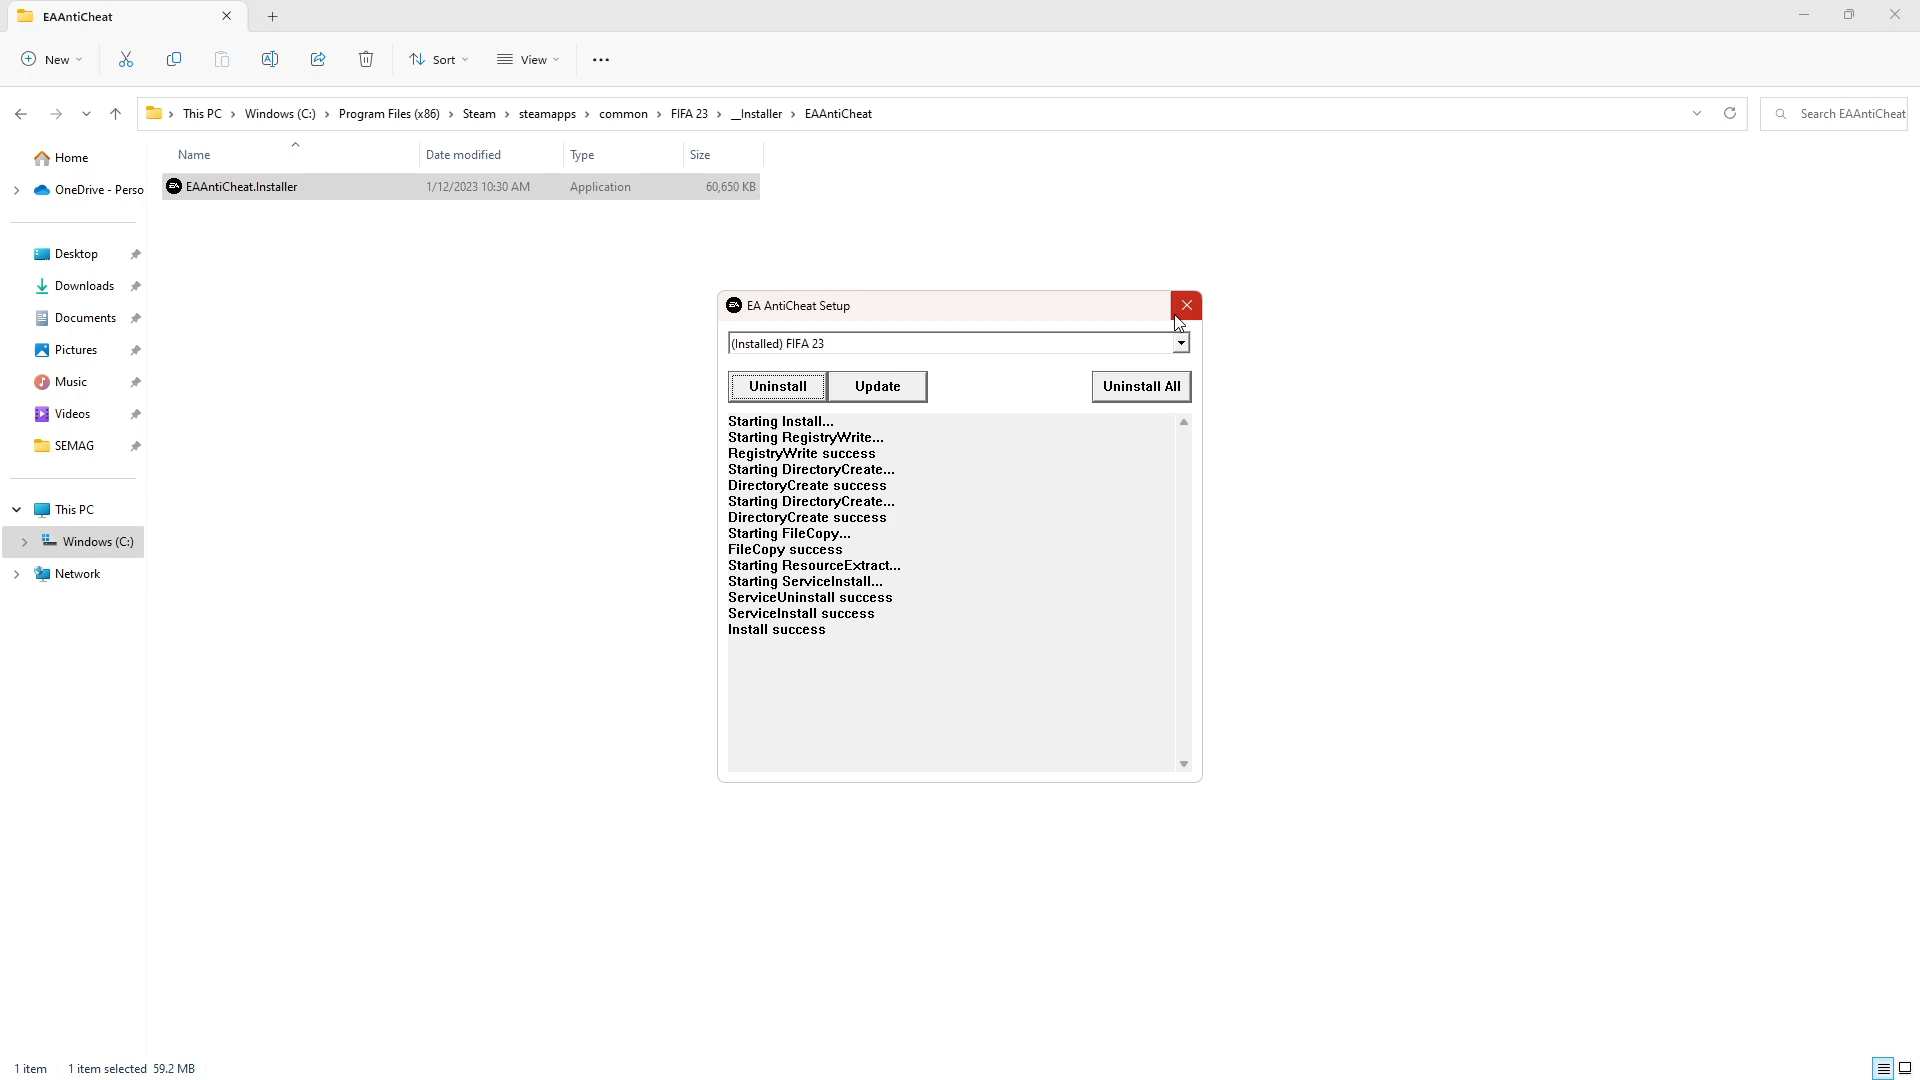 EAAntiCheat
New
Sort
View
This PC
Windows (C:)
Program Files (x86)
Steam
steamapps
common
FIFA 23
__Installer
EAAntiCheat
Search EAAntiCheat
Home
OneDrive - Perso
Desktop
Downloads
Documents
Pictures
Music
Videos
SEMAG
This PC
Windows (C:)
Network
Name
Date modified
Type
Size
EAAntiCheat.Installer
1/12/2023 10:30 AM
Application
60,650 KB
EA AntiCheat Setup
(Installed) FIFA 23
Uninstall
Update
Uninstall All
Starting Install...
Starting RegistryWrite...
RegistryWrite success
Starting DirectoryCreate...
DirectoryCreate success
Starting DirectoryCreate...
DirectoryCreate success
Starting FileCopy...
FileCopy success
Starting ResourceExtract...
Starting ServiceInstall...
ServiceUninstall success
ServiceInstall success
Install success
1 item
1 item selected 59.2 MB